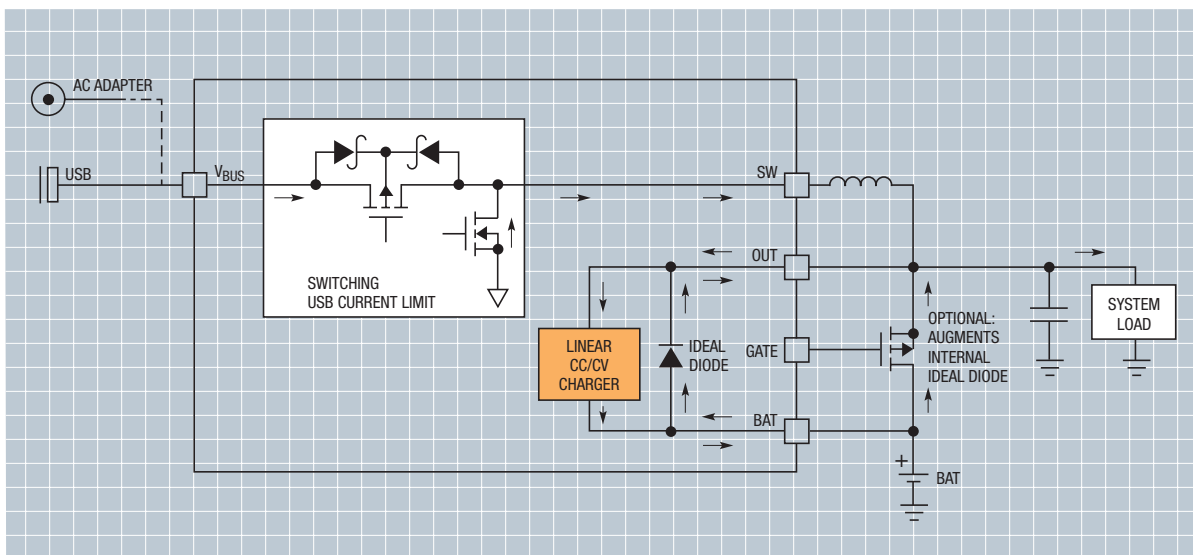 AC ADAPTER
USB
VBUS
SWITCHING
USB CURRENT LIMIT
SW
OUT
LINEAR
CC/CV
CHARGER
IDEAL
DIODE
GATE
BAT
OPTIONAL:
AUGMENTS
INTERNAL
IDEAL DIODE
SYSTEM
LOAD
+
BAT